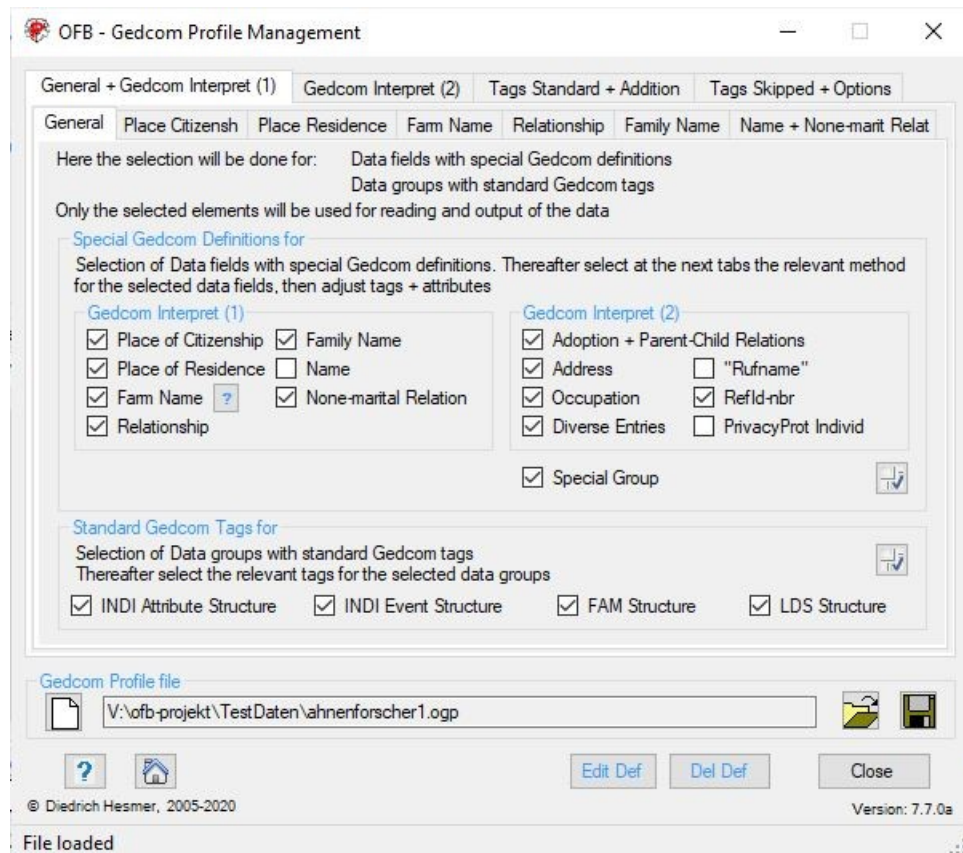 OFB - Gedcom Profile Management
General + Gedcom Interpret (1) Gedcom Interpret (2) Tags Standard + Addition Tags Skipped + Options
General Place Citizensh Place Residence Farm Name Relationship Family Name Name + None-marit Relat
Here the selection will be done for: Data fields with special Gedcom definitions
Data groups with standard Gedcom tags
Only the selected elements will be used for reading and output of the data
Special Gedcom Definitions for
Selection of Data fields with special Gedcom definitions. Thereafter select at the next tabs the relevant method
for the selected data fields, then adjust tags + attributes
Gedcom Interpret (1) Gedcom Interpret (2)
Place of Citizenship Family Name Adoption + Parent-Child Relations
Place of Residence Name Address "Rufname"
Farm Name ? None-marital Relation Occupation RefId-nbr
Relationship Diverse Entries PrivacyProt Individ
Special Group
Standard Gedcom Tags for
Selection of Data groups with standard Gedcom tags
Thereafter select the relevant tags for the selected data groups
INDI Attribute Structure INDI Event Structure FAM Structure LDS Structure
Gedcom Profile file
V:\ofb-projekt\TestDaten\ahnenforscher1.ogp
? Edit Def Del Def Close
© Diedrich Hesmer, 2005-2020 Version: 7.7.0a
File loaded